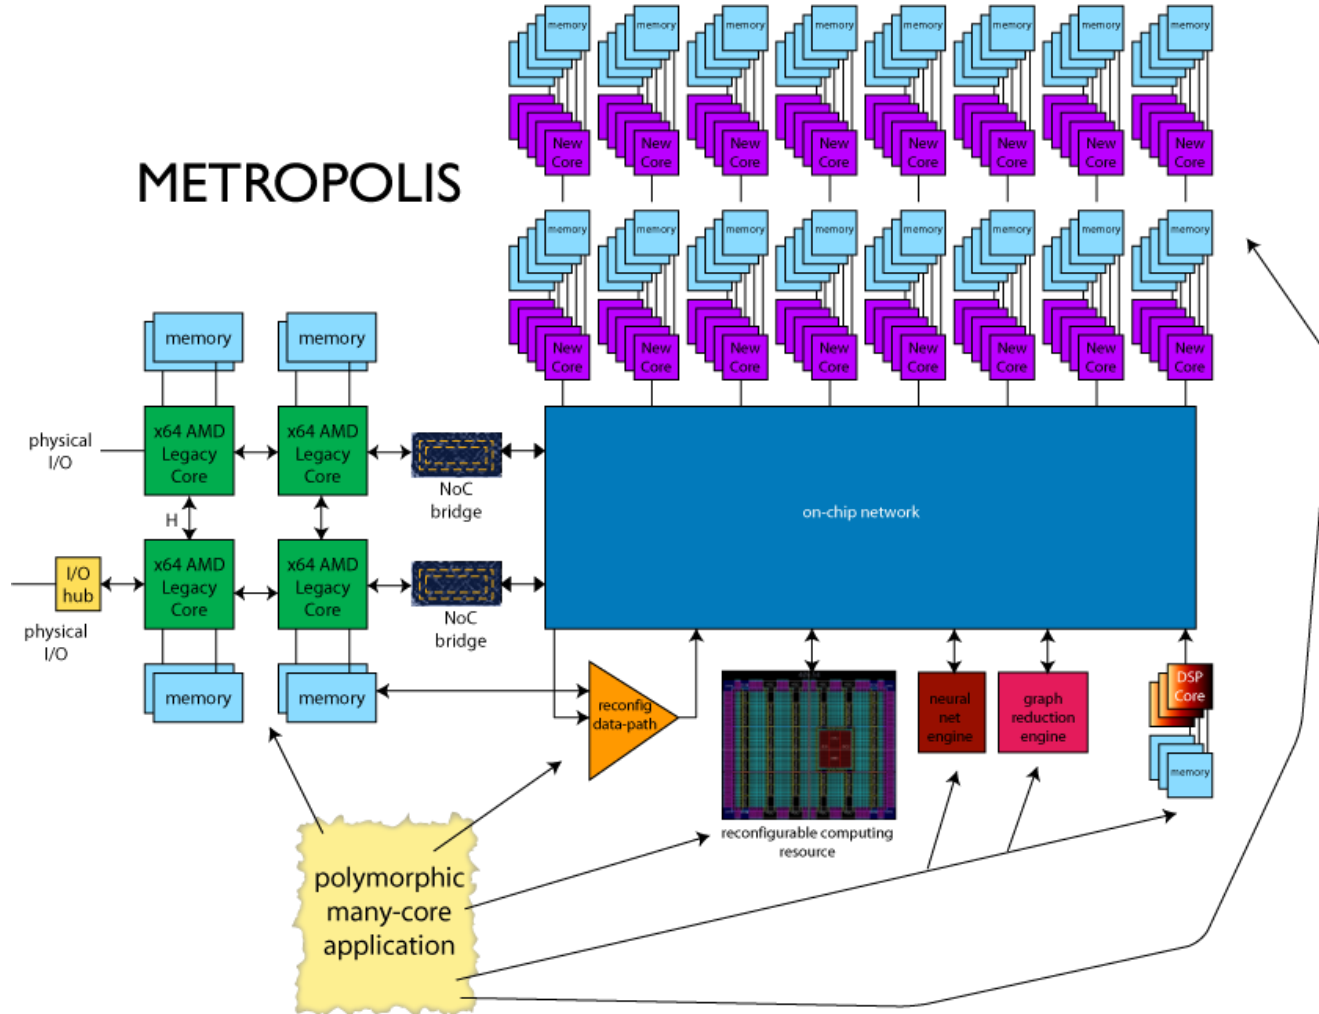 memory
memory
memory
memory
memory
memory
memory
memory
New
Core
New
Core
New
Core
New
Core
New
Core
New
Core
New
Core
New
Core
METROPOLIS
memory
memory
memory
memory
memory
memory
memory
memory
New
Core
New
Core
New
Core
New
Core
New
Core
New
Core
New
Core
New
Core
memory
memory
physical
I/O
x64 AMD
Legacy
Core
x64 AMD
Legacy
Core
NoC
bridge
on-chip network
H
I/O
hub
physical
I/O
x64 AMD
Legacy
Core
x64 AMD
Legacy
Core
NoC
bridge
memory
memory
reconfig
data-path
reconfigurable computing
resource
neural
net
engine
graph
reduction
engine
DSP
Core
memory
polymorphic
many-core
application